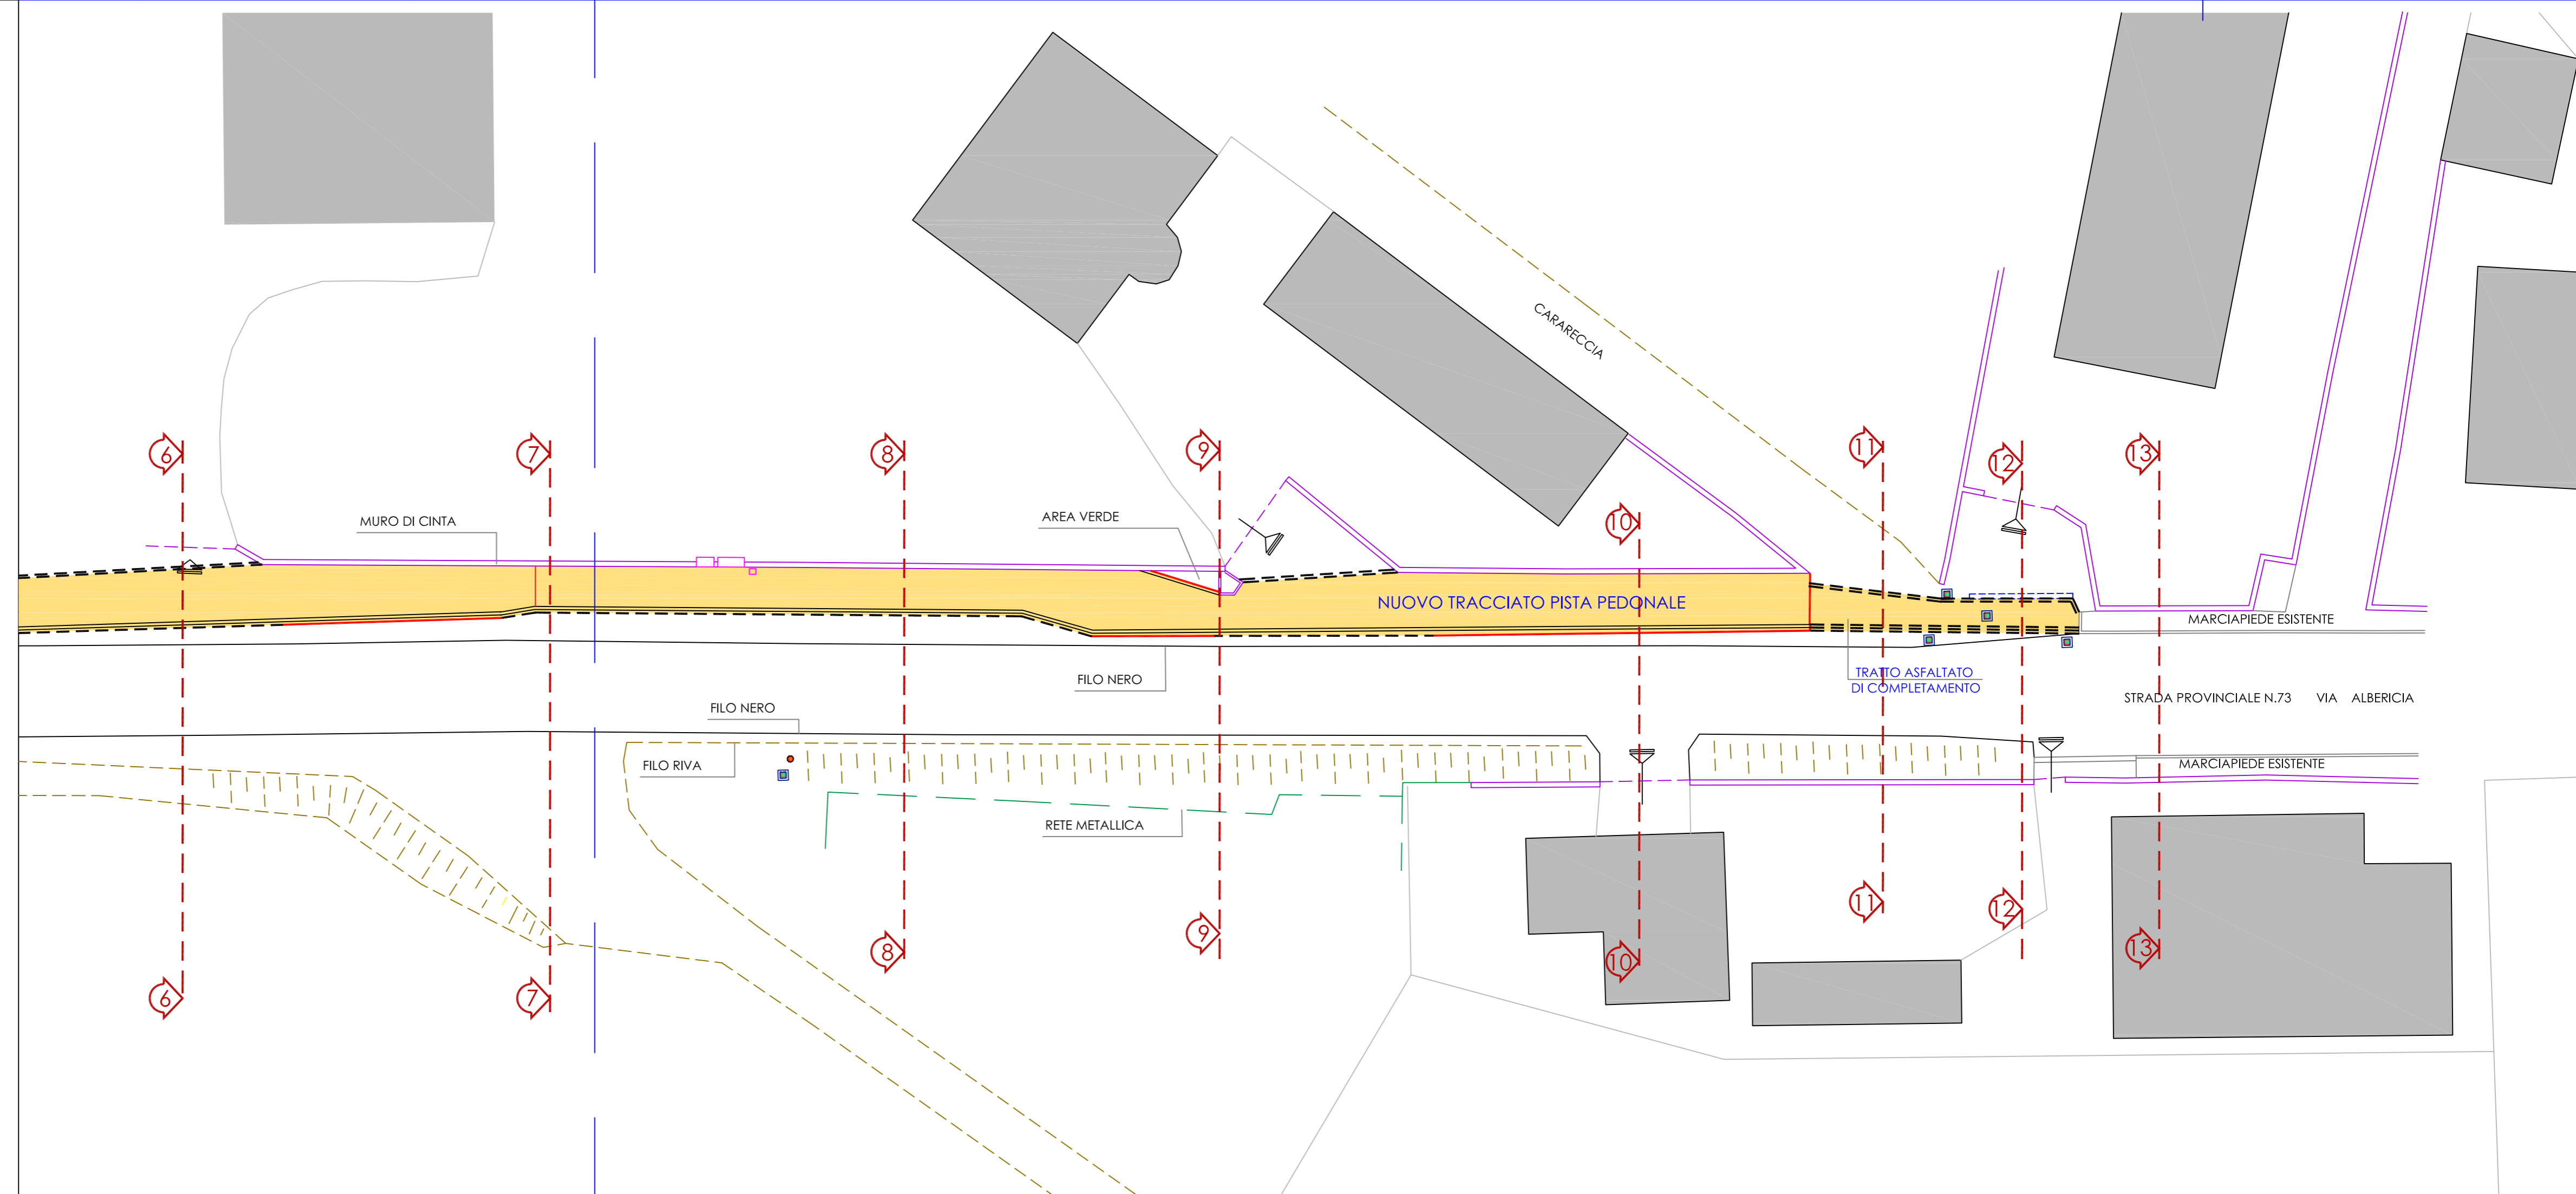 CARARECCIA
6
7
8
9
10
11
12
13
MURO DI CINTA
AREA VERDE
NUOVO TRACCIATO PISTA PEDONALE
MARCIAPIEDE ESISTENTE
FILO NERO
TRATTO ASFALTATO
DI COMPLETAMENTO
STRADA PROVINCIALE N.73 VIA ALBERICIA
FILO NERO
FILO RIVA
MARCIAPIEDE ESISTENTE
RETE METALLICA
6
7
8
9
10
11
12
13